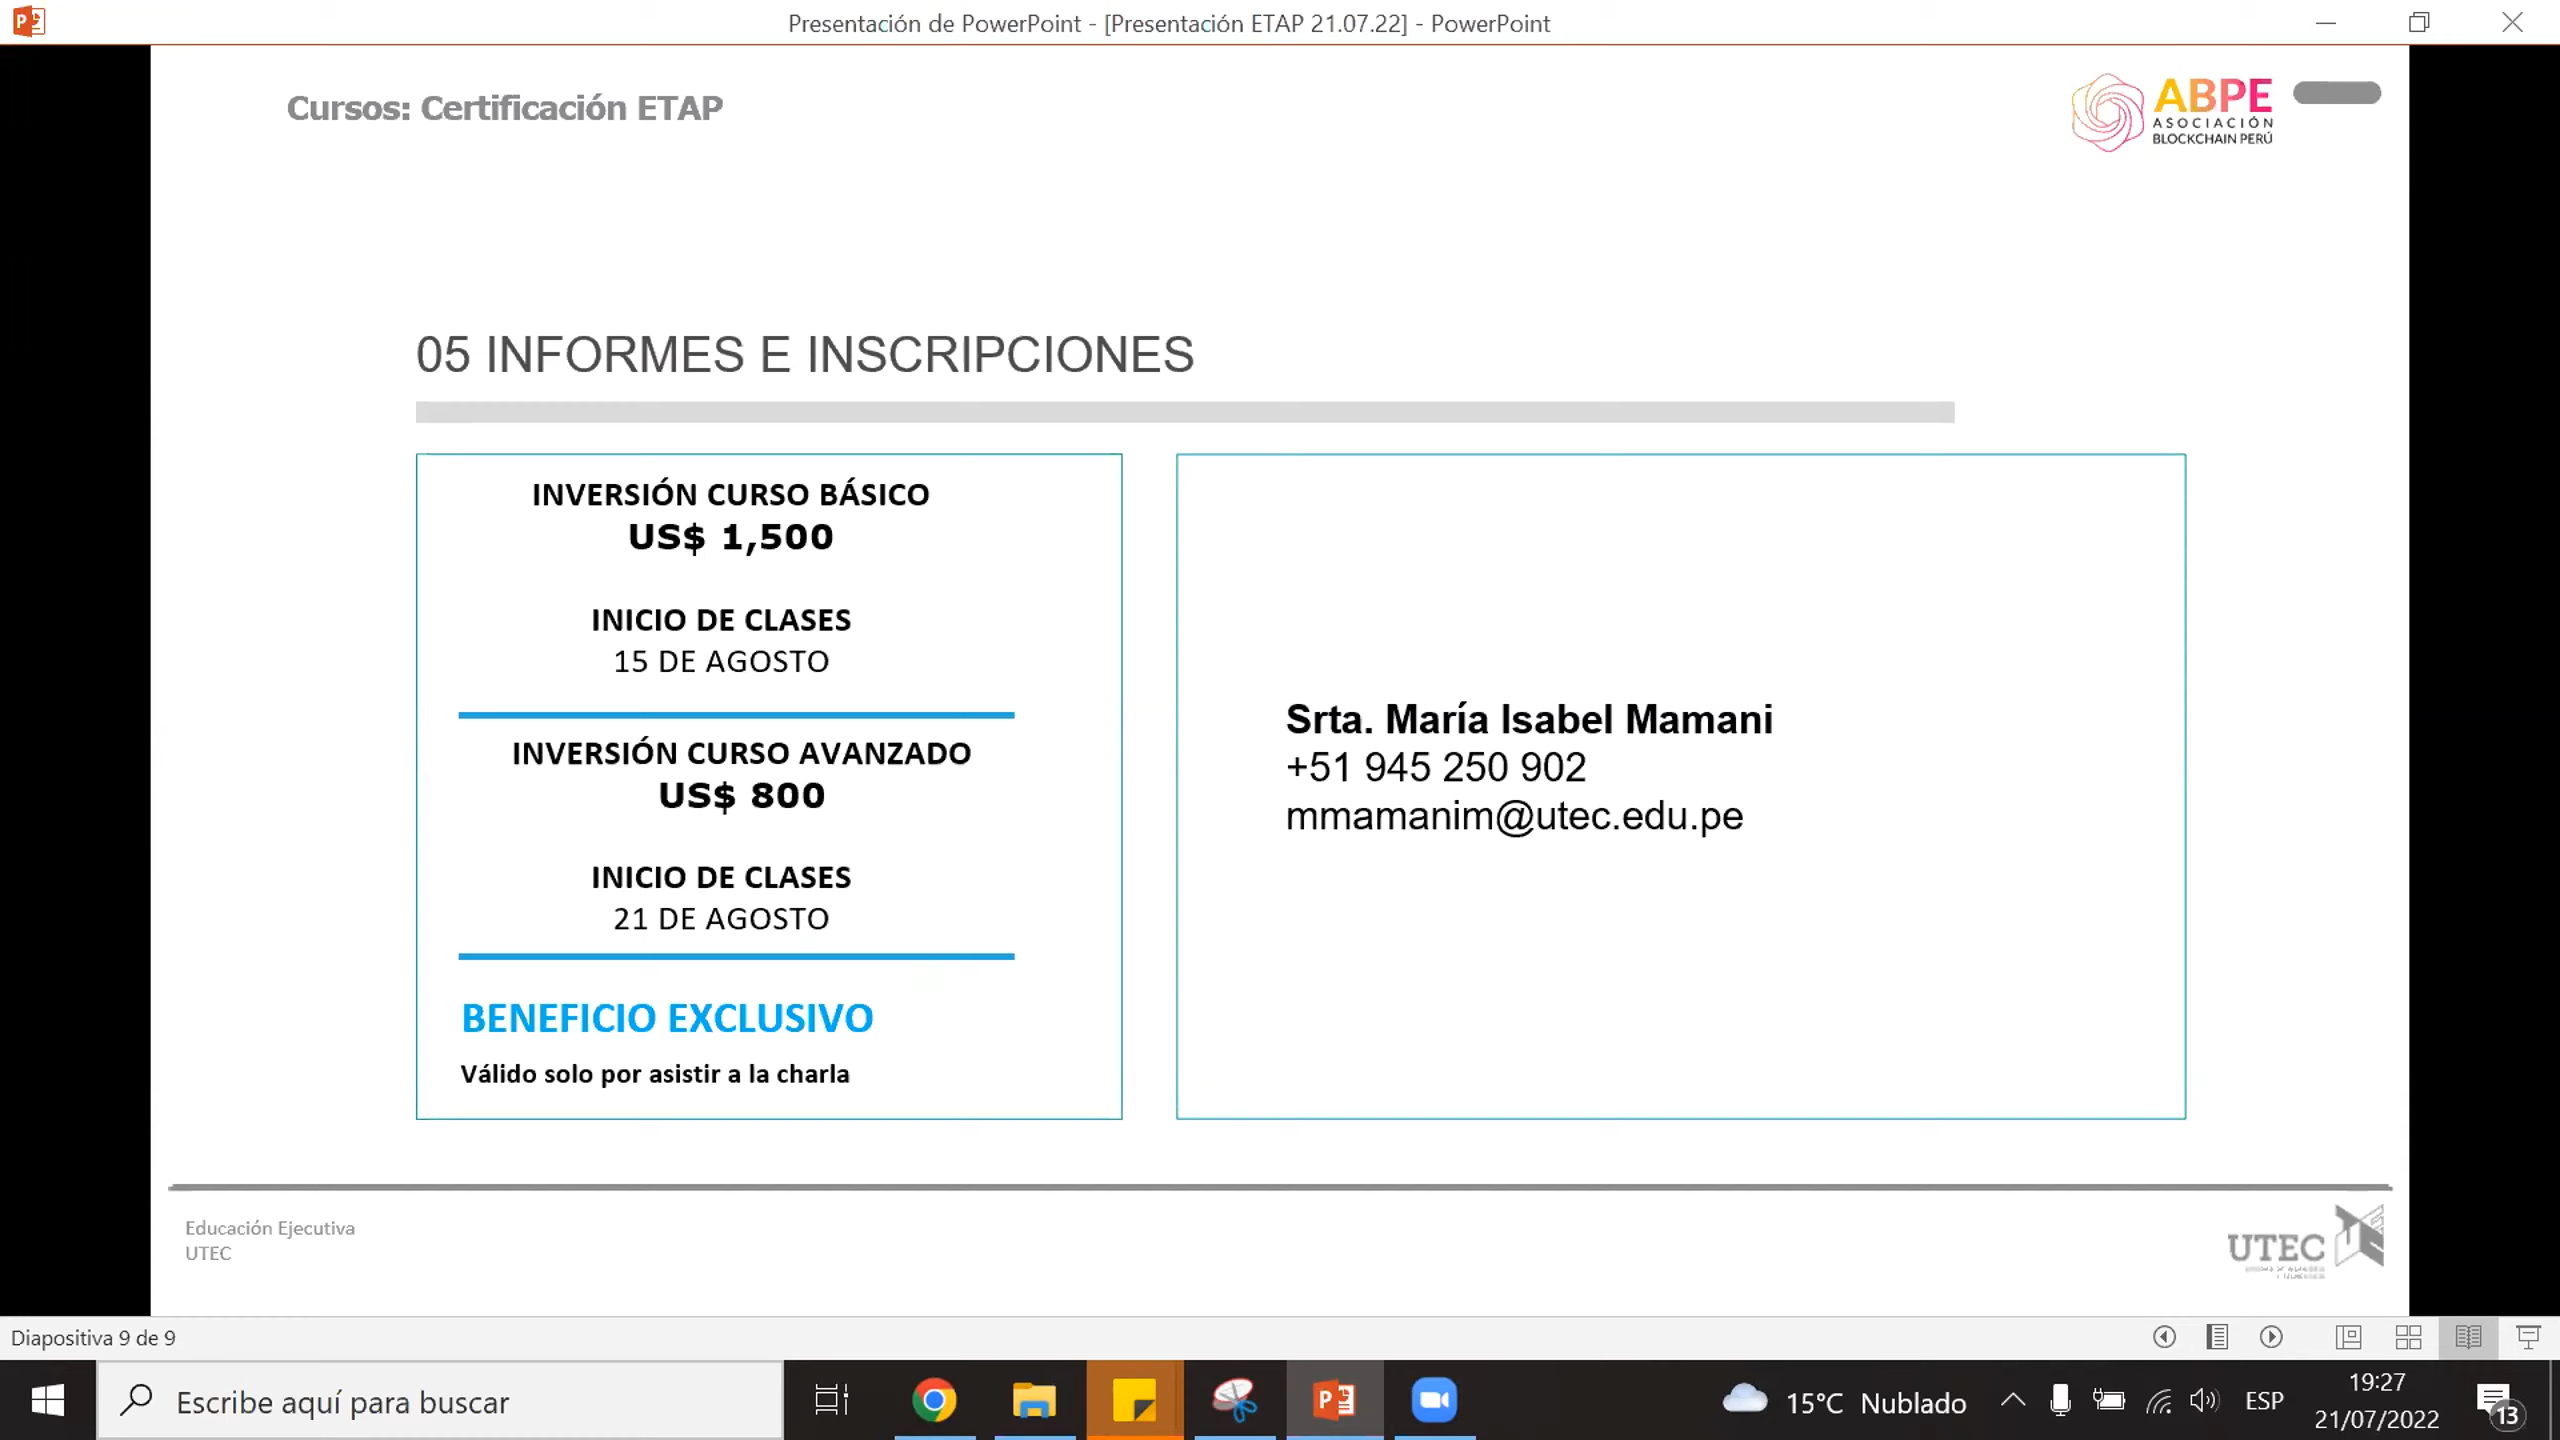 Presentación de PowerPoint - [Presentación ETAP 21.07.22] - PowerPoint
Cursos: Certificación ETAP
ABPE
ASOCIACIÓN
BLOCKCHAIN PERÚ
05 INFORMES E INSCRIPCIONES
INVERSIÓN CURSO BÁSICO
US$ 1,500
INICIO DE CLASES
15 DE AGOSTO
INVERSIÓN CURSO AVANZADO
US$ 800
INICIO DE CLASES
21 DE AGOSTO
BENEFICIO EXCLUSIVO
Válido solo por asistir a la charla
Srta. María Isabel Mamani
+51 945 250 902
mmamanim@utec.edu.pe
Educación Ejecutiva
UTEC
UTEC
Diapositiva 9 de 9
Escribe aquí para buscar
15°C Nublado
ESP
19:27
21/07/2022
13